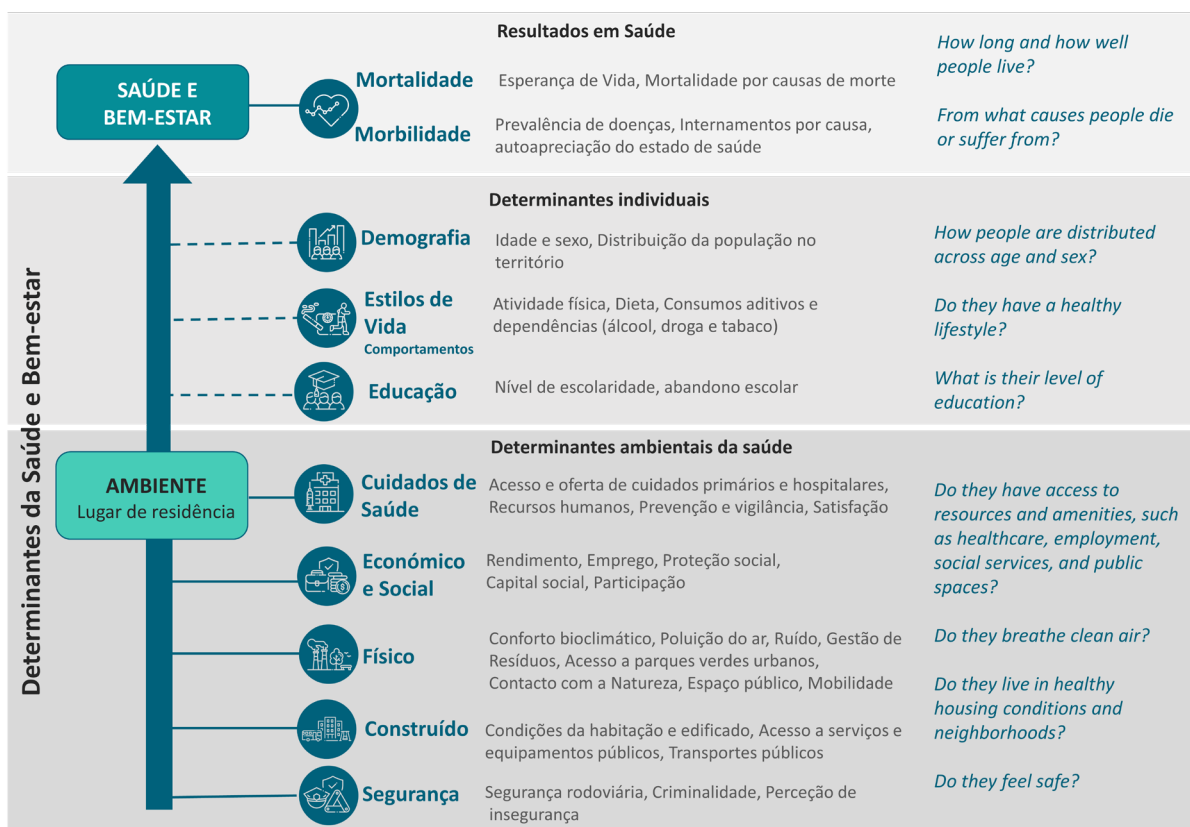 Resultados em Saúde
SAÚDE E
BEM-ESTAR
Mortalidade
Esperança de Vida, Mortalidade por causas de morte
Morbilidade
Prevalência de doenças, Internamentos por causa,
autoapreciação do estado de saúde
How long and how well
people live?
From what causes people die
or suffer from?
Determinantes da Saúde e Bem-estar
Determinantes individuais
Demografia
Idade e sexo, Distribuição da população no
território
How people are distributed
across age and sex?
Estilos de
Vida
Comportamentos
Atividade física, Dieta, Consumos aditivos e
dependências (álcool, droga e tabaco)
Do they have a healthy
lifestyle?
Educação
Nível de escolaridade, abandono escolar
What is their level of
education?
Determinantes ambientais da saúde
AMBIENTE
Lugar de residência
Cuidados de
Saúde
Acesso e oferta de cuidados primários e hospitalares,
Recursos humanos, Prevenção e vigilância, Satisfação
Do they have access to
resources and amenities, such
as healthcare, employment,
social services, and public
spaces?
Económico
e Social
Rendimento, Emprego, Proteção social,
Capital social, Participação
Físico
Conforto bioclimático, Poluição do ar, Ruído, Gestão de
Resíduos, Acesso a parques verdes urbanos,
Contacto com a Natureza, Espaço público, Mobilidade
Do they breathe clean air?
Do they live in healthy
housing conditions and
neighborhoods?
Construído
Condições da habitação e edificado, Acesso a serviços e
equipamentos públicos, Transportes públicos
Segurança
Segurança rodoviária, Criminalidade, Perceção de
insegurança
Do they feel safe?